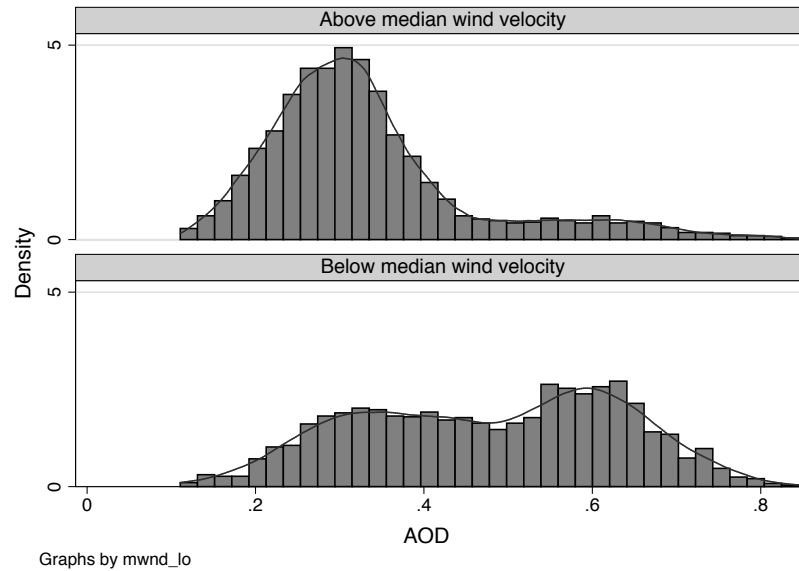 Above median wind velocity
5
0
Below median wind velocity
5
0
Density
0 .2 .4 .6 .8
AOD
Graphs by mwnd_lo